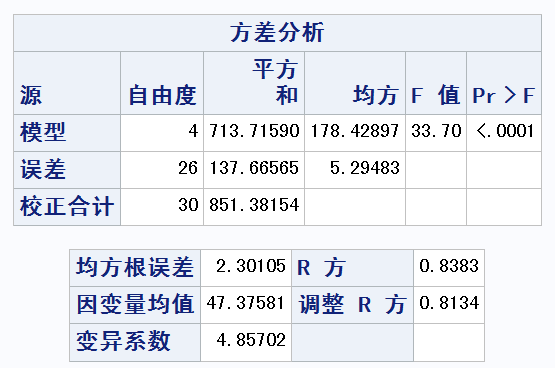 方差分析
源 自由度 平方和 均方 F 值 Pr > F
模型 4 713.71590 178.42897 33.70 <.0001
误差 26 137.66565 5.29483
校正合计 30 851.38154
均方根误差 2.30105 R 方 0.8383
因变量均值 47.37581 调整 R 方 0.8134
变异系数 4.85702